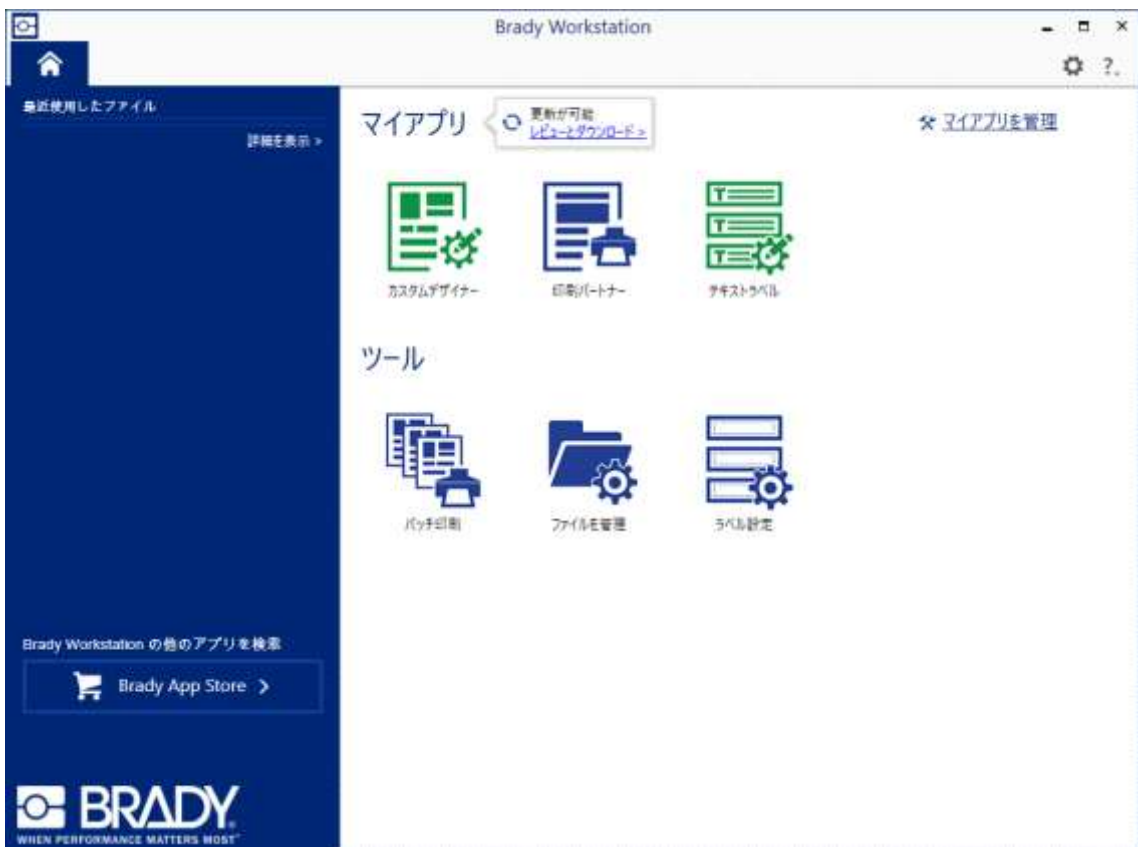 Brady Workstation
最近使用したファイル
詳細を表示 >
マイアプリ
更新が可能
レビューとダウンロード >
マイアプリを管理
カスタムデザイナー
印刷パートナー
テキストラベル
ツール
バッチ印刷
ファイルを管理
ラベル設定
Brady Workstation の他のアプリを検索
Brady App Store >
BRADY
WHEN PERFORMANCE MATTERS MOST™